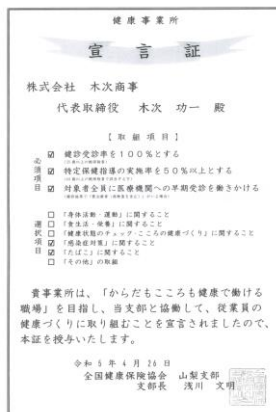 健康事業所
宣言証
株式会社 木次商事
代表取締役 木次 功一 殿
【取組項目】
必須項目
☑ 健診受診率を100%とする
☑ 特定保健指導の実施率を50%以上とする
☑ 対象者全員に医療機関への早期受診を働きかける
選択項目
☐ 「身体活動・運動」に関すること
☐ 「食生活・栄養」に関すること
☐ 「健康状態のチェック・こころの健康づくり」に関すること
☑ 「感染症対策」に関すること
☑ 「たばこ」に関すること
☐ 「その他」の取組
貴事業所は、「からだもこころも健康で働ける
職場」を目指し、当支部と協働して、従業員の
健康づくりに取り組むことを宣言されましたので、
本証を授与いたします。
令和5年4月26日
全国健康保険協会 山梨支部
支部長 浅川 文明